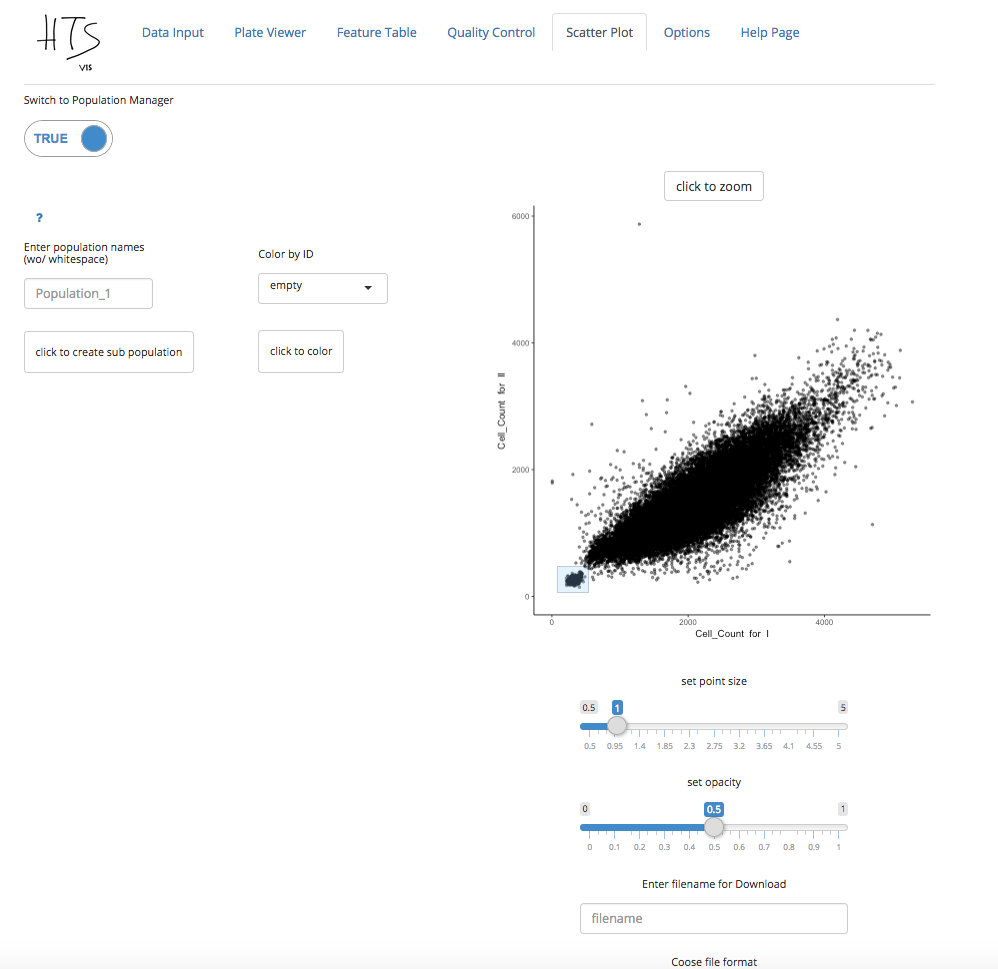 HTS
VIS
Data Input
Plate Viewer
Feature Table
Quality Control
Scatter Plot
Options
Help Page
Switch to Population Manager
TRUE
click to zoom
?
Enter population names
(wo/ whitespace)
Population_1
click to create sub population
Color by ID
empty
click to color
6000
4000
2000
0
Cell_Count for II
0
2000
4000
Cell_Count for I
set point size
0.5 1 5
0.5 0.95 1.4 1.85 2.3 2.75 3.2 3.65 4.1 4.55 5
set opacity
0 0.5 1
0 0.1 0.2 0.3 0.4 0.5 0.6 0.7 0.8 0.9 1
Enter filename for Download
filename
Coose file format